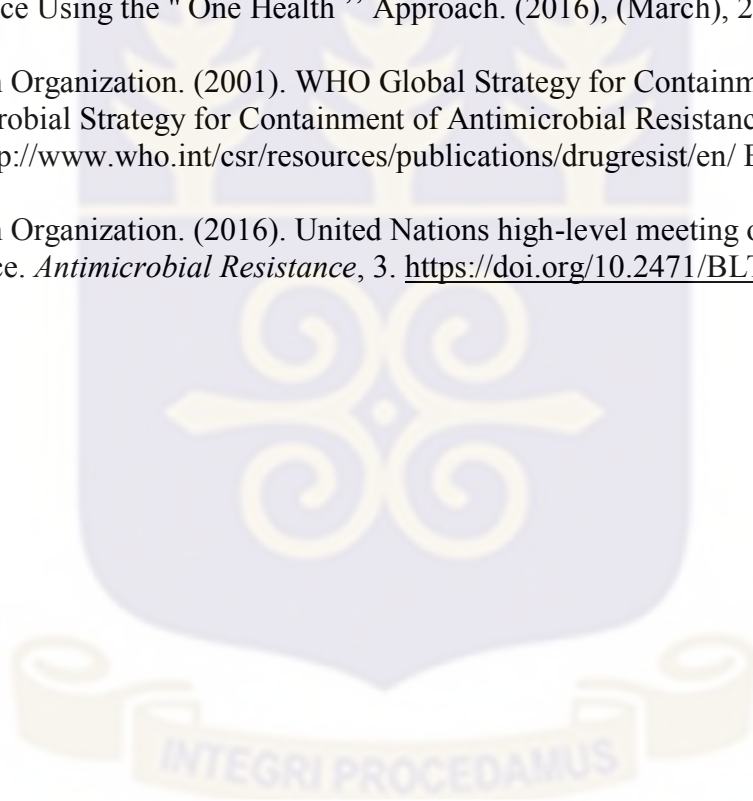 ce Using the " One Health ’’ Approach. (2016), (March), 2
Organization. (2001). WHO Global Strategy for Containm
robial Strategy for Containment of Antimicrobial Resistanc
p://www.who.int/csr/resources/publications/drugresist/en/
Organization. (2016). United Nations high-level meeting
ce. Antimicrobial Resistance, 3. https://doi.org/10.2471/BLT
INTEGRI PROCEDAMUS